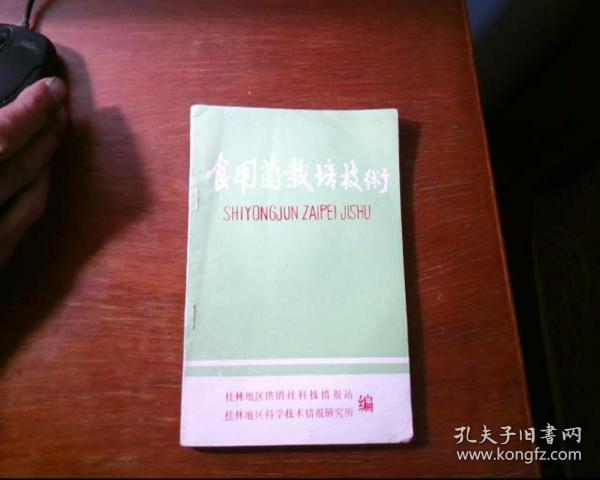 食用菌栽培技術
SHIYONGJUN ZAIPEI JISHU
桂林地区供销社科技情报站
桂林地区科学技术情报研究所
编
孔夫子旧书网
www.kongfz.com